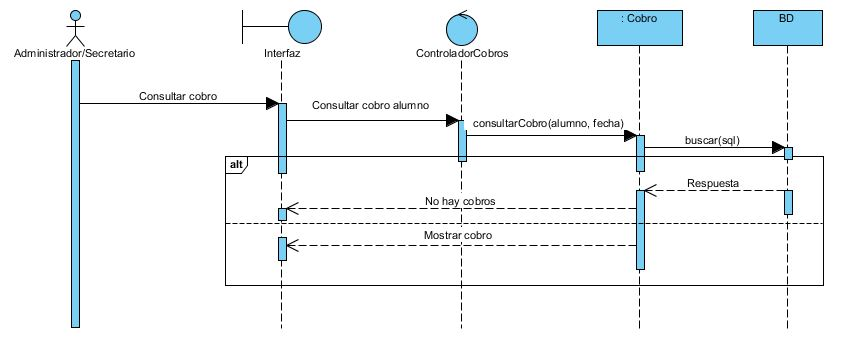 : Cobro
BD
Administrador/Secretario
Interfaz
ControladorCobros
Consultar cobro
Consultar cobro alumno
consultarCobro(alumno, fecha)
buscar(sql)
alt
Respuesta
No hay cobros
Mostrar cobro